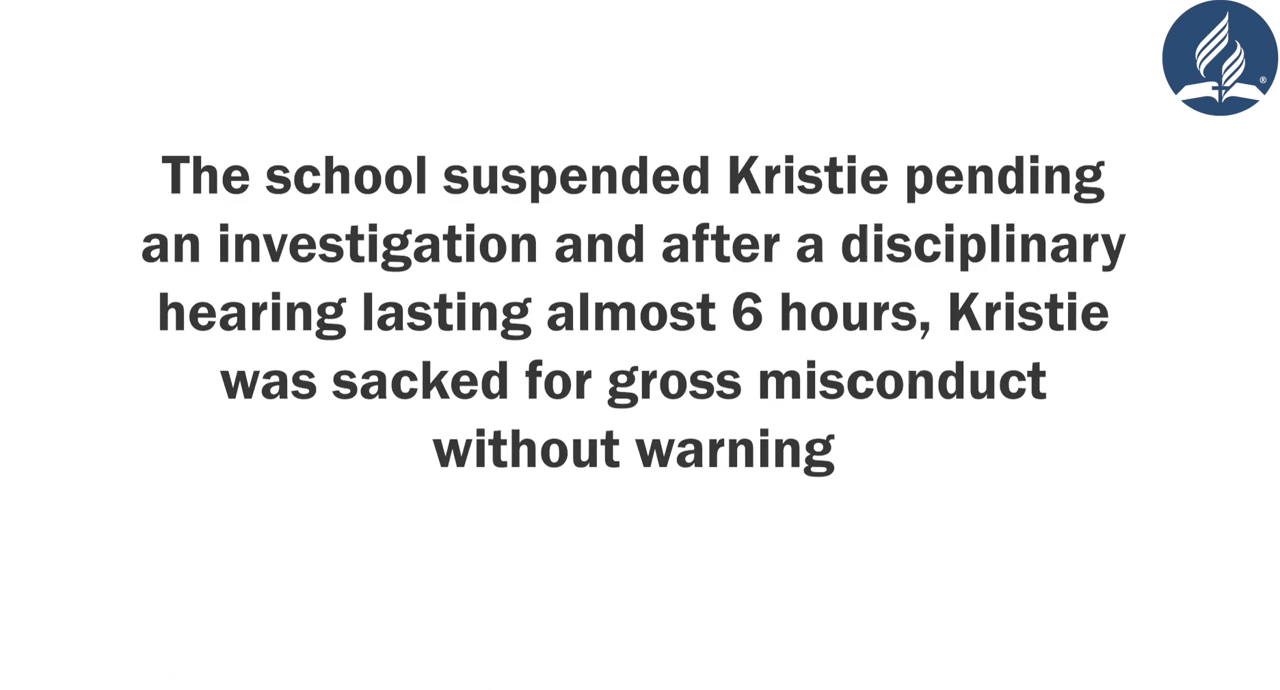 The school suspended Kristie pending
an investigation and after a disciplinary
hearing lasting almost 6 hours, Kristie
was sacked for gross misconduct
without warning
®